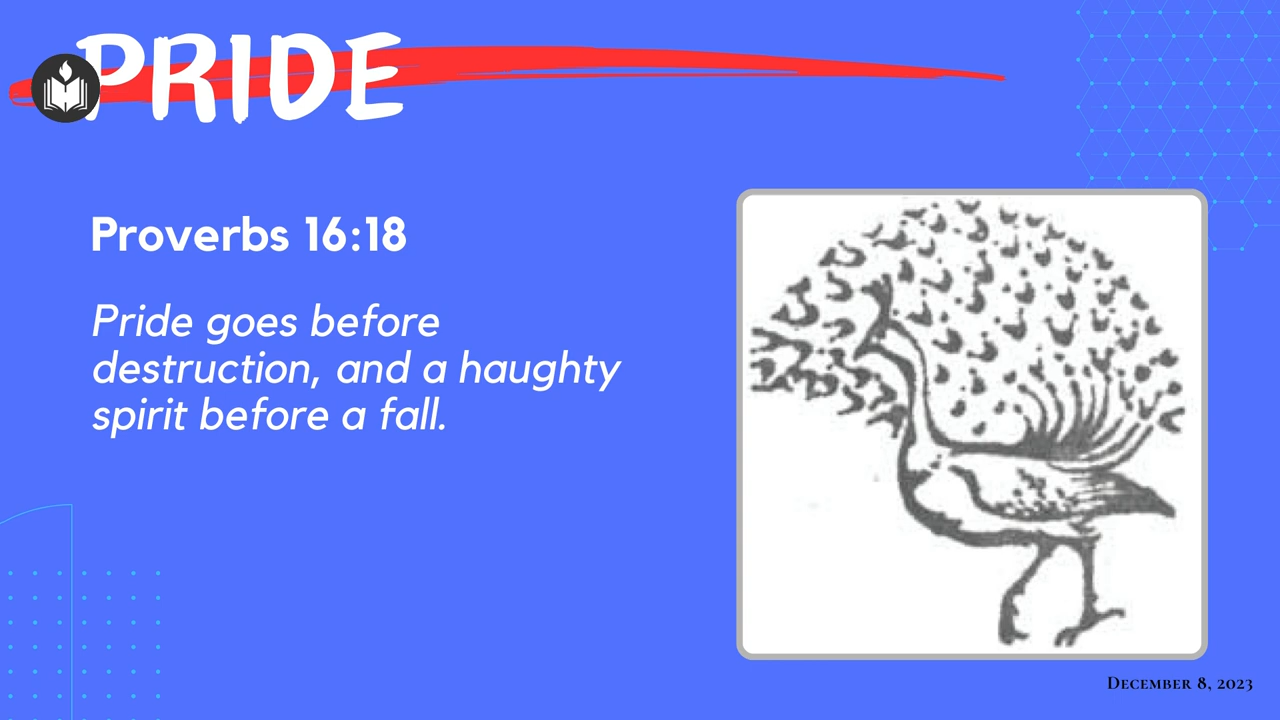 PRIDE
Proverbs 16:18
Pride goes before
destruction, and a haughty
spirit before a fall.
December 8, 2023